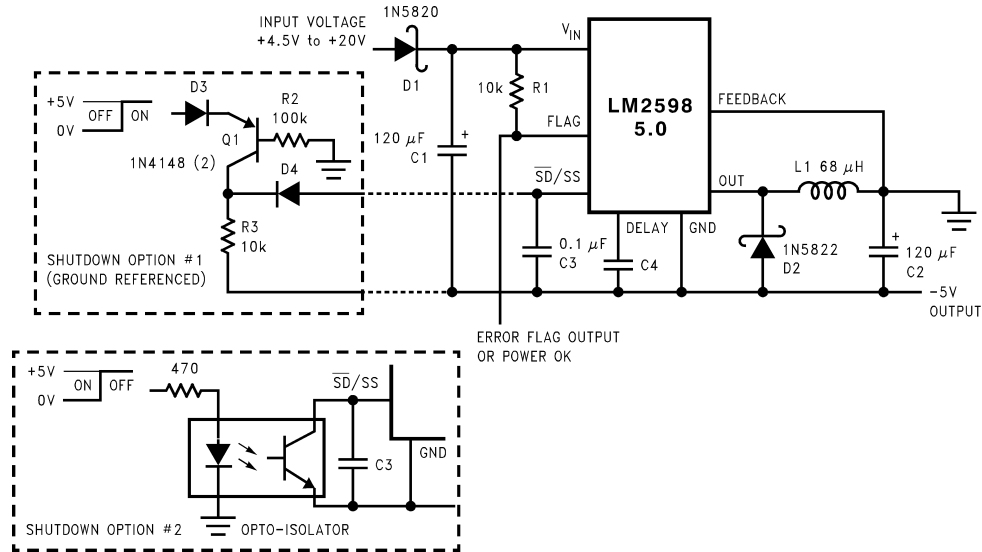 1N5820
INPUT VOLTAGE
+4.5V to +20V
D1
VIN
10k R1
FLAG
LM2598
5.0
FEEDBACK
OUT
L1 68 μH
120 μF
C1
+
SD/SS
0.1 μF
C3
DELAY
GND
C4
1N5822
D2
+
120 μF
C2
-5V
OUTPUT
ERROR FLAG OUTPUT
OR POWER OK
+5V
OFF ON
0V
D3
R2
100k
Q1
1N4148 (2)
D4
R3
10k
SHUTDOWN OPTION #1
(GROUND REFERENCED)
+5V
ON OFF
0V
470
SD/SS
C3
GND
SHUTDOWN OPTION #2
OPTO-ISOLATOR